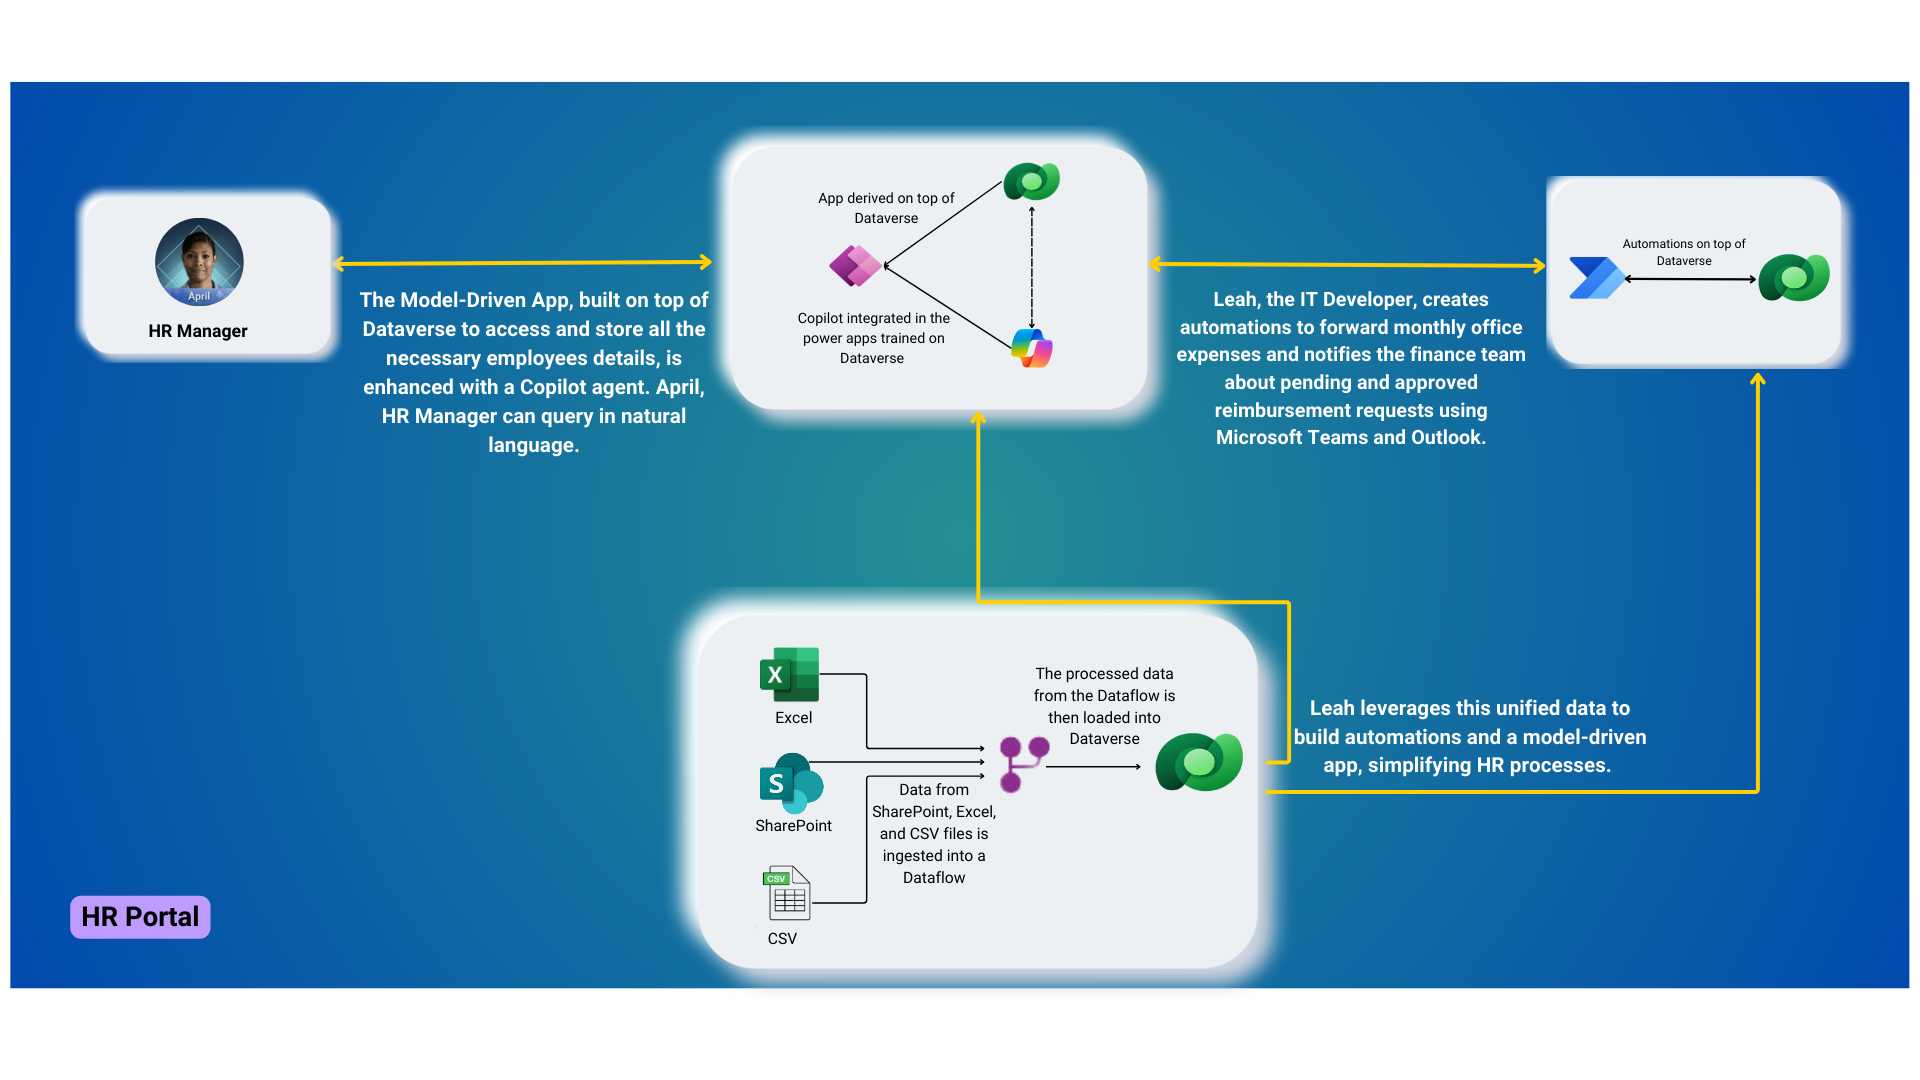 April
HR Manager
The Model-Driven App, built on top of
Dataverse to access and store all the
necessary employees details, is
enhanced with a Copilot agent. April,
HR Manager can query in natural
language.
App derived on top of
Dataverse
Copilot integrated in the
power apps trained on
Dataverse
Leah, the IT Developer, creates
automations to forward monthly office
expenses and notifies the finance team
about pending and approved
reimbursement requests using
Microsoft Teams and Outlook.
Automations on top of
Dataverse
X
Excel
S
SharePoint
CSV
CSV
Data from
SharePoint, Excel,
and CSV files is
ingested into a
Dataflow
The processed data
from the Dataflow is
then loaded into
Dataverse
Leah leverages this unified data to
build automations and a model-driven
app, simplifying HR processes.
HR Portal